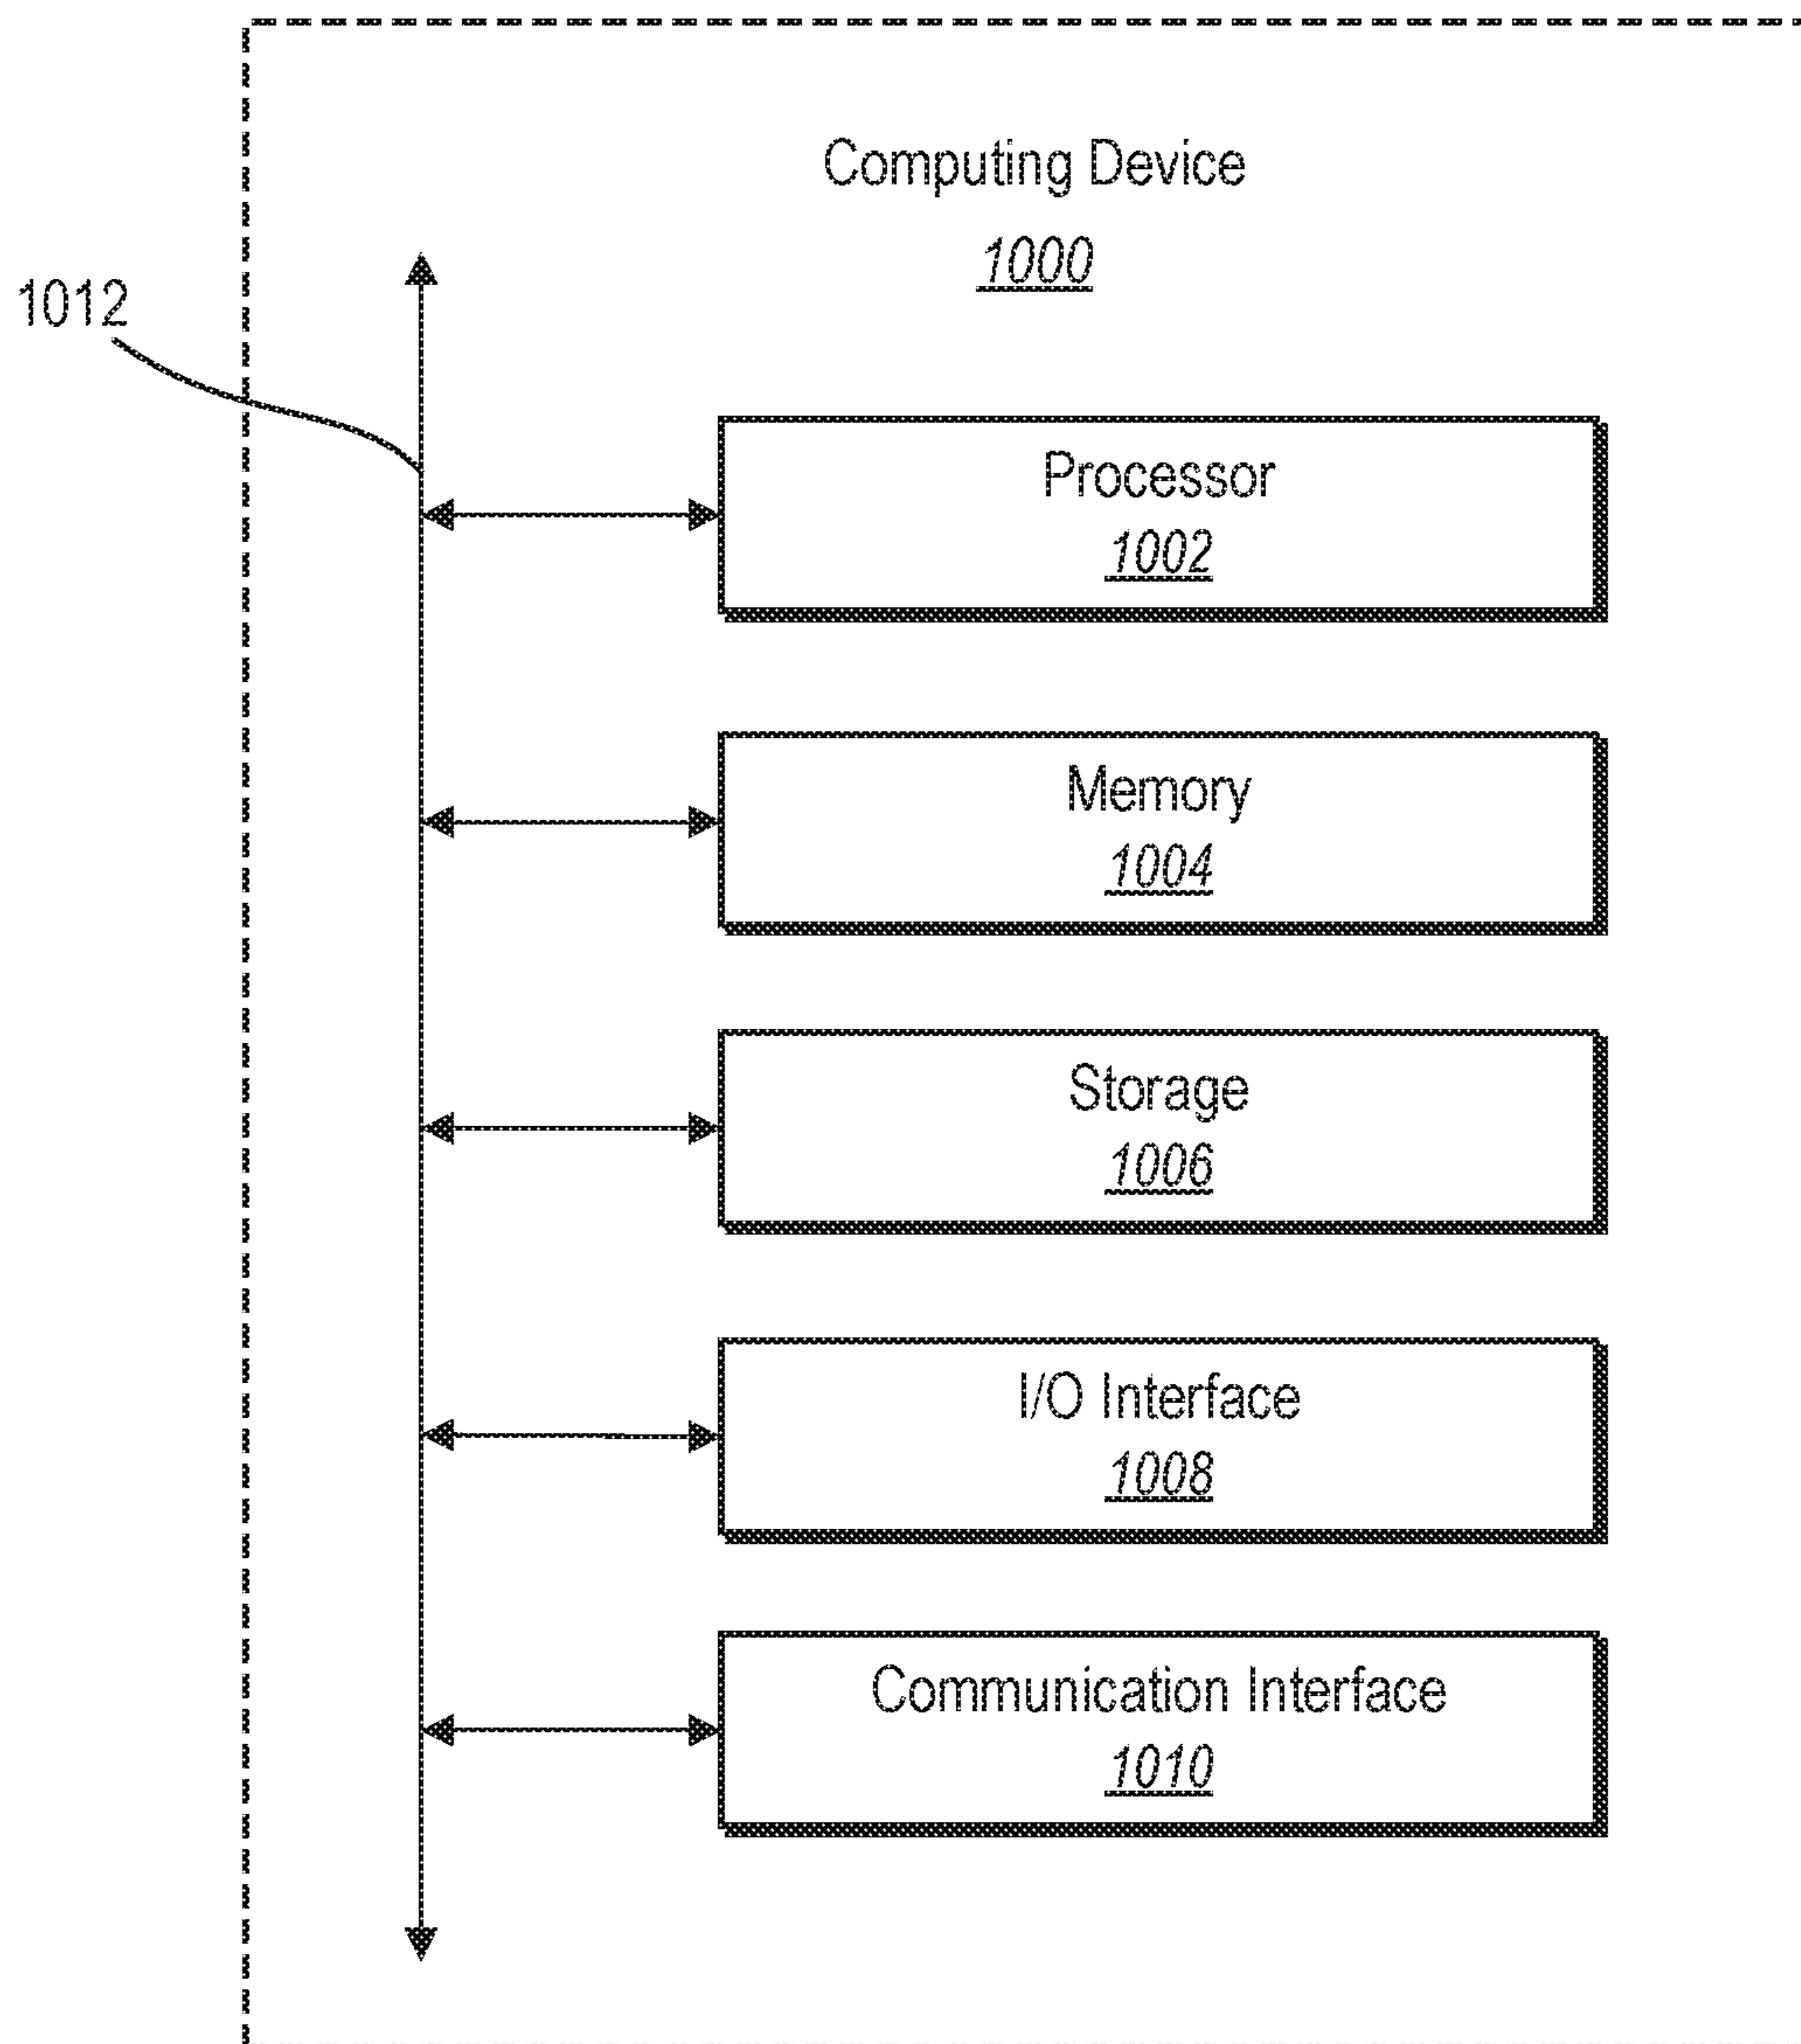 Computing Device
1000
1012
Processor
1002
Memory
1004
Storage
1006
I/O Interface
1008
Communication Interface
1010